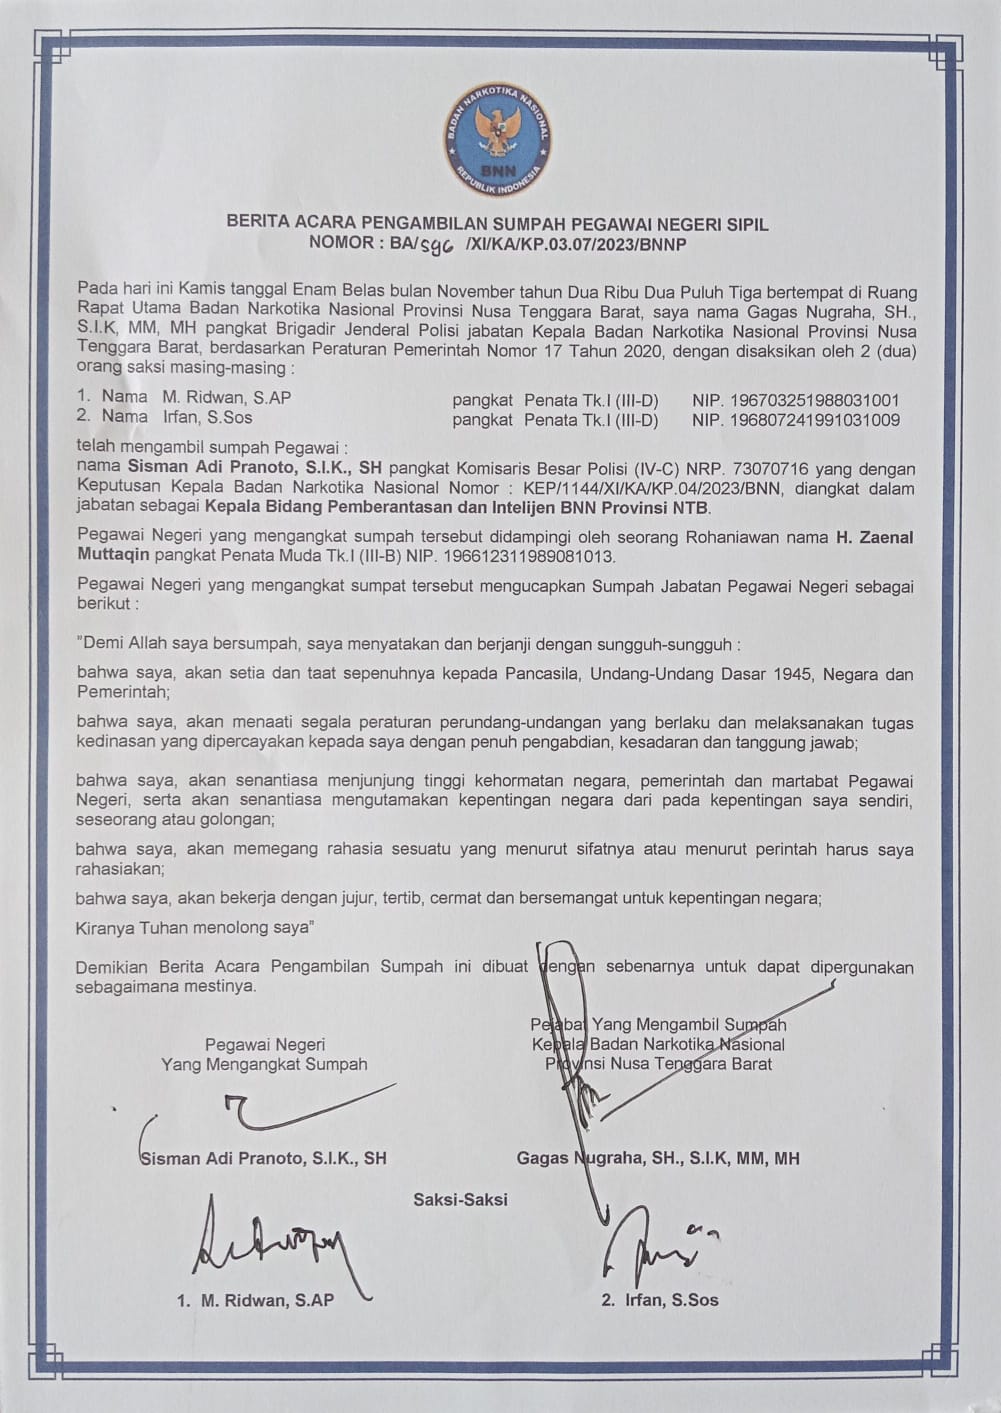 BADAN NARKOTIKA NASIONAL
BNN
REPUBLIK INDONESIA
BERITA ACARA PENGAMBILAN SUMPAH PEGAWAI NEGERI SIPIL
NOMOR : BA/596 /XI/KA/KP.03.07/2023/BNNP
Pada hari ini Kamis tanggal Enam Belas bulan November tahun Dua Ribu Dua Puluh Tiga bertempat di Ruang
Rapat Utama Badan Narkotika Nasional Provinsi Nusa Tenggara Barat, saya nama Gagas Nugraha, SH.,
S.I.K, MM, MH pangkat Brigadir Jenderal Polisi jabatan Kepala Badan Narkotika Nasional Provinsi Nusa
Tenggara Barat, berdasarkan Peraturan Pemerintah Nomor 17 Tahun 2020, dengan disaksikan oleh 2 (dua)
orang saksi masing-masing :
1. Nama M. Ridwan, S.AP pangkat Penata Tk.I (III-D) NIP. 196703251988031001
2. Nama Irfan, S.Sos pangkat Penata Tk.I (III-D) NIP. 196807241991031009
telah mengambil sumpah Pegawai :
nama Sisman Adi Pranoto, S.I.K., SH pangkat Komisaris Besar Polisi (IV-C) NRP. 73070716 yang dengan
Keputusan Kepala Badan Narkotika Nasional Nomor : KEP/1144/XI/KA/KP.04/2023/BNN, diangkat dalam
jabatan sebagai Kepala Bidang Pemberantasan dan Intelijen BNN Provinsi NTB.
Pegawai Negeri yang mengangkat sumpah tersebut didampingi oleh seorang Rohaniawan nama H. Zaenal
Muttaqin pangkat Penata Muda Tk.I (III-B) NIP. 196612311989081013.
Pegawai Negeri yang mengangkat sumpat tersebut mengucapkan Sumpah Jabatan Pegawai Negeri sebagai
berikut :
"Demi Allah saya bersumpah, saya menyatakan dan berjanji dengan sungguh-sungguh :
bahwa saya, akan setia dan taat sepenuhnya kepada Pancasila, Undang-Undang Dasar 1945, Negara dan
Pemerintah;
bahwa saya, akan menaati segala peraturan perundang-undangan yang berlaku dan melaksanakan tugas
kedinasan yang dipercayakan kepada saya dengan penuh pengabdian, kesadaran dan tanggung jawab;
bahwa saya, akan senantiasa menjunjung tinggi kehormatan negara, pemerintah dan martabat Pegawai
Negeri, serta akan senantiasa mengutamakan kepentingan negara dari pada kepentingan saya sendiri,
seseorang atau golongan;
bahwa saya, akan memegang rahasia sesuatu yang menurut sifatnya atau menurut perintah harus saya
rahasiakan;
bahwa saya, akan bekerja dengan jujur, tertib, cermat dan bersemangat untuk kepentingan negara;
Kiranya Tuhan menolong saya"
Demikian Berita Acara Pengambilan Sumpah ini dibuat dengan sebenarnya untuk dapat dipergunakan
sebagaimana mestinya.
Pegawai Negeri
Yang Mengangkat Sumpah
Sisman Adi Pranoto, S.I.K., SH
Pejabat Yang Mengambil Sumpah
Kepala Badan Narkotika Nasional
Provinsi Nusa Tenggara Barat
Gagas Nugraha, SH., S.I.K, MM, MH
Saksi-Saksi
1. M. Ridwan, S.AP
2. Irfan, S.Sos